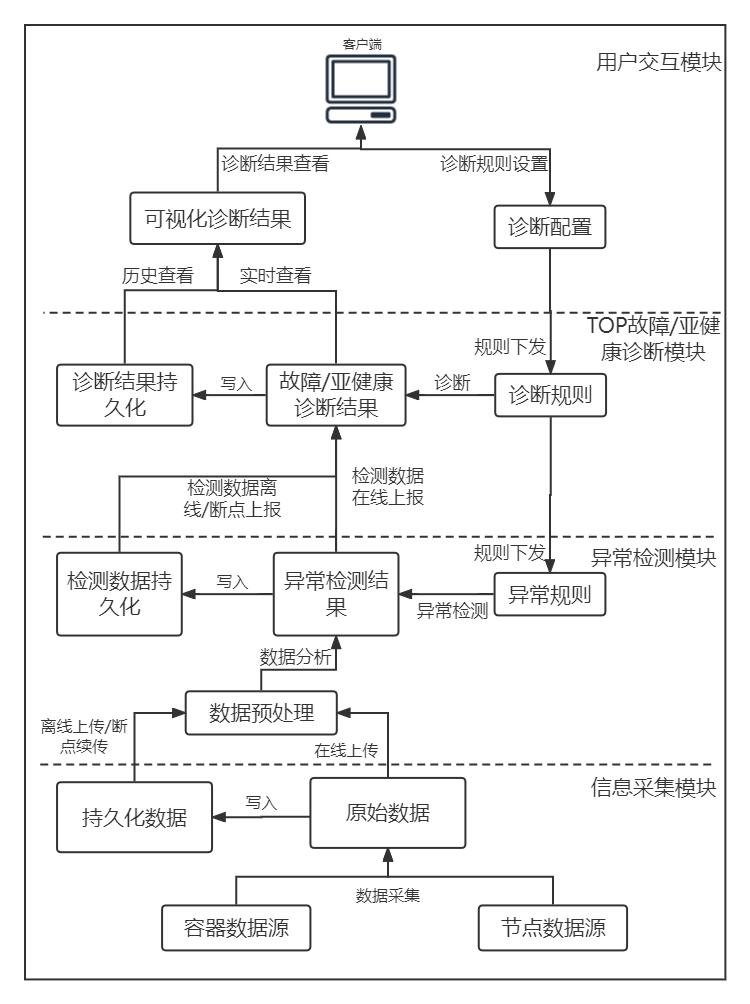 客户端
用户交互模块
诊断结果查看
诊断规则设置
可视化诊断结果
诊断配置
历史查看
实时查看
TOP故障/亚健
康诊断模块
规则下发
诊断结果持
久化
写入
故障/亚健康
诊断结果
诊断
诊断规则
检测数据离
线/断点上报
检测数据
在线上报
规则下发
异常检测模块
检测数据持
久化
写入
异常检测结
果
异常检测
异常规则
数据分析
数据预处理
离线上传/断
点续传
在线上传
信息采集模块
持久化数据
写入
原始数据
数据采集
容器数据源
节点数据源